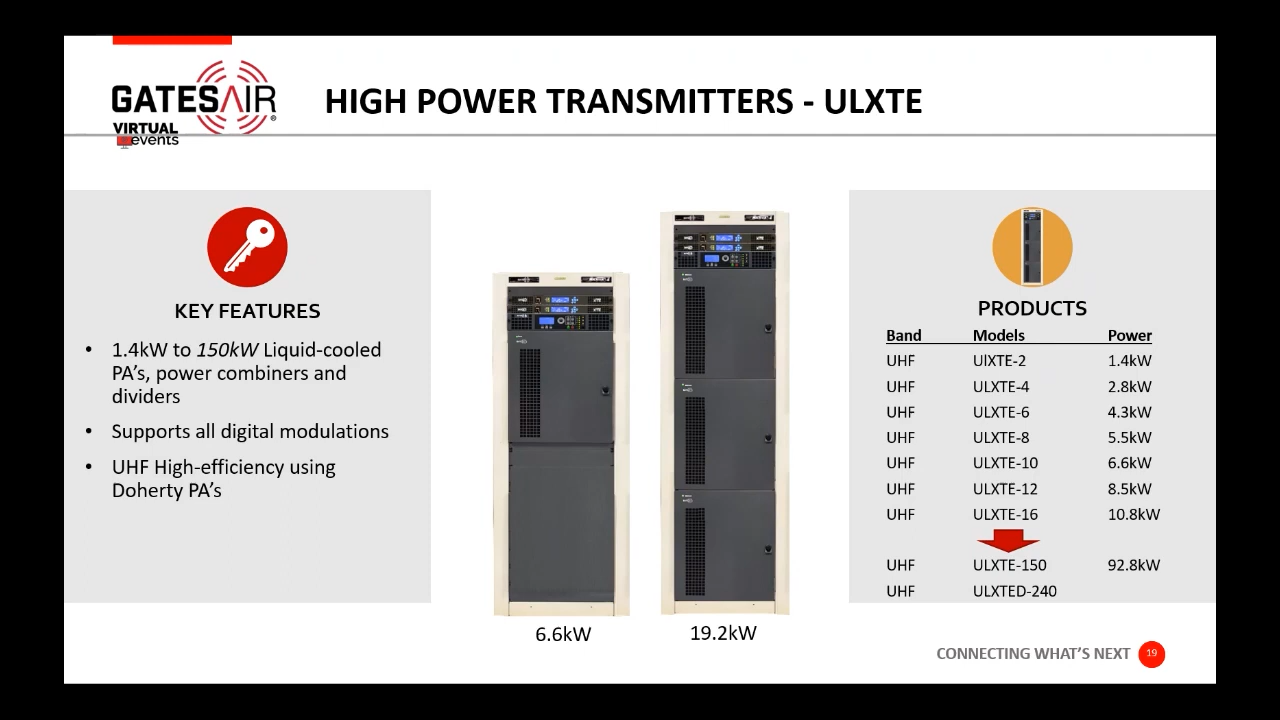 GATESAIR®
VIRTUAL
events
HIGH POWER TRANSMITTERS - ULXTE
KEY FEATURES
• 1.4kW to 150kW Liquid-cooled
PA’s, power combiners and
dividers
• Supports all digital modulations
• UHF High-efficiency using
Doherty PA’s
6.6kW
19.2kW
PRODUCTS
Band Models Power
UHF UIXTE-2 1.4kW
UHF ULXTE-4 2.8kW
UHF ULXTE-6 4.3kW
UHF ULXTE-8 5.5kW
UHF ULXTE-10 6.6kW
UHF ULXTE-12 8.5kW
UHF ULXTE-16 10.8kW
UHF ULXTE-150 92.8kW
UHF ULXTED-240
CONNECTING WHAT’S NEXT 19